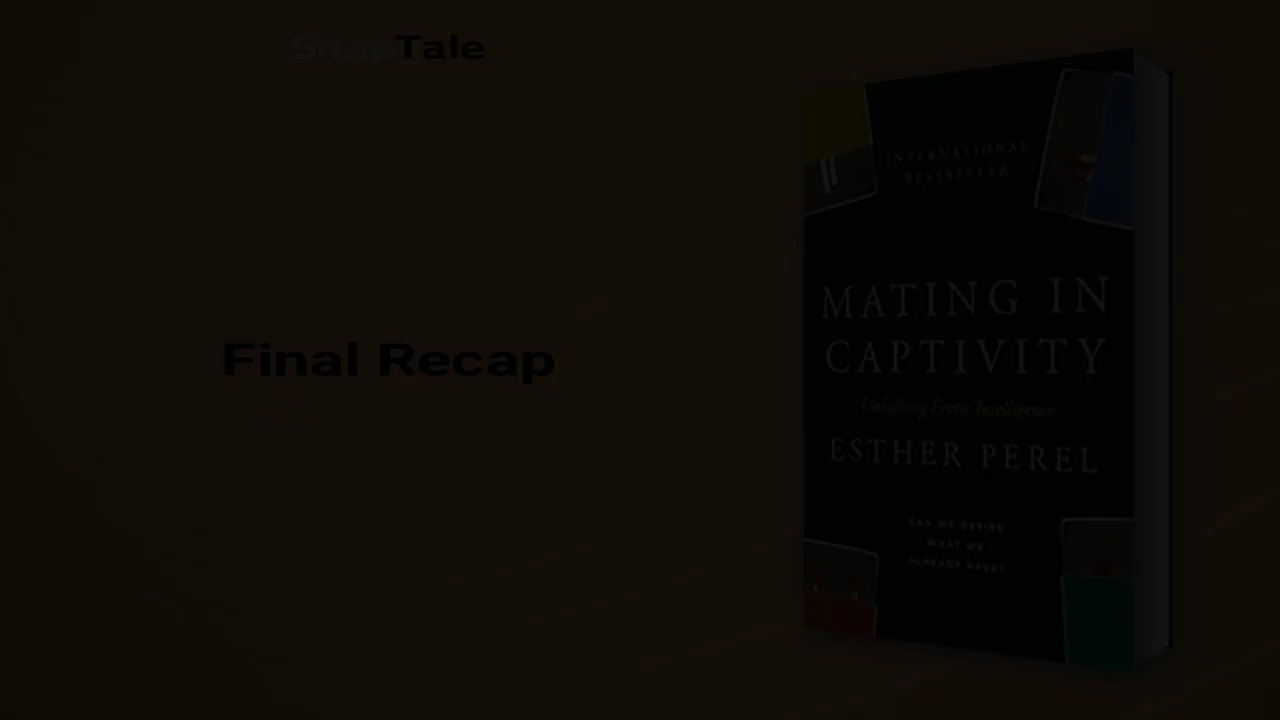 SnapTale
Final Recap
INTERNATIONAL
BESTSELLER
MATING IN
CAPTIVITY
Unlocking Erotic Intelligence
ESTHER PEREL
CAN WE DESIRE
WHAT WE
ALREADY HAVE?